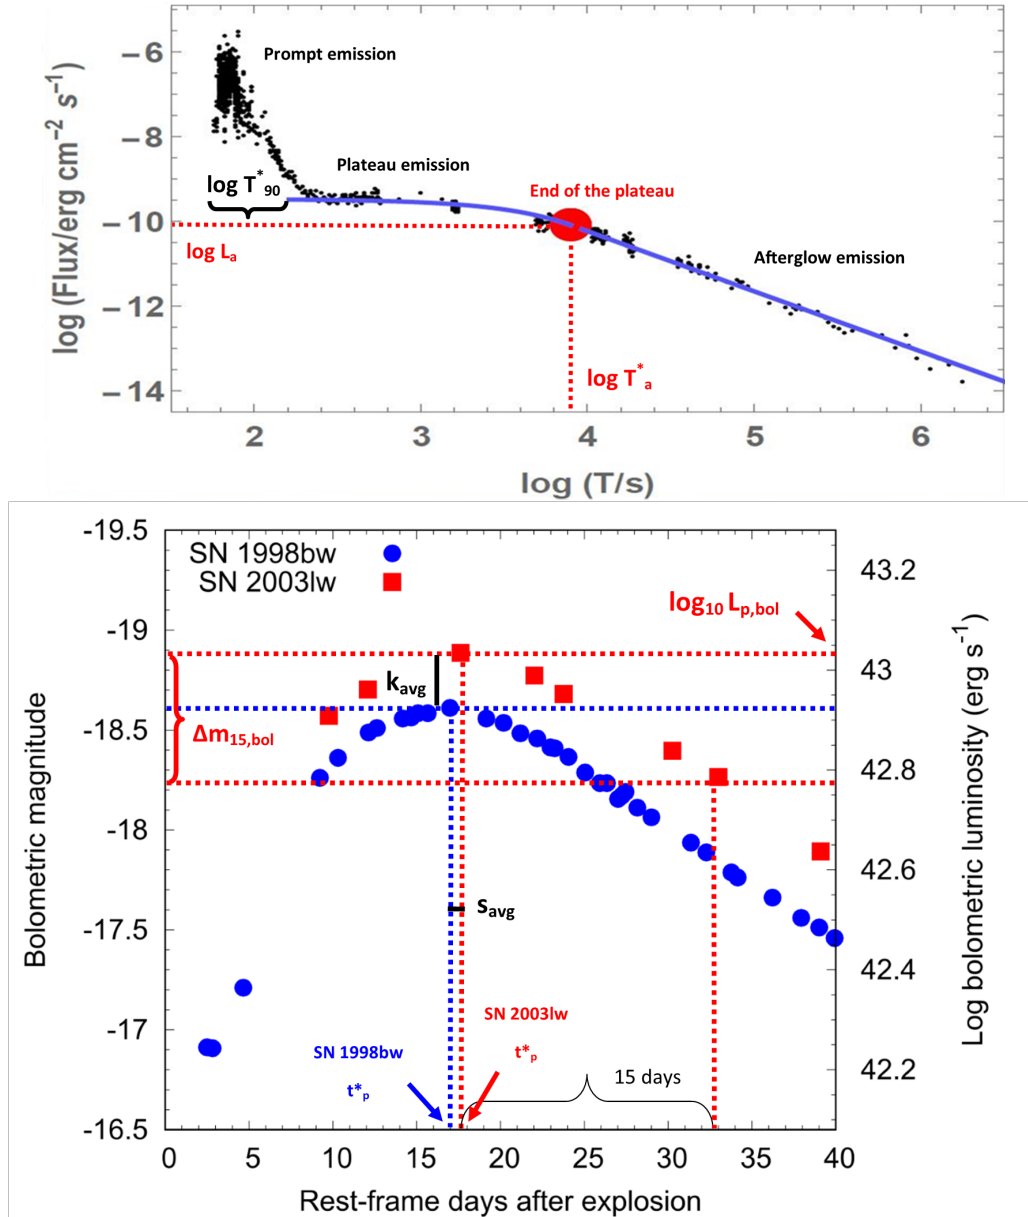 Prompt emission
Plateau emission
log T*90
End of the plateau
log La
Afterglow emission
log T*a
log (Flux/erg cm−2 s−1)
−6
−8
−10
−12
−14
2
3
4
5
6
log (T/s)
SN 1998bw
SN 2003lw
log10 Lp,bol
kavg
Δm15,bol
savg
SN 2003lw
t*p
SN 1998bw
t*p
15 days
Bolometric magnitude
-19.5
-19
-18.5
-18
-17.5
-17
-16.5
0
5
10
15
20
25
30
35
40
Rest-frame days after explosion
43.2
43
42.8
42.6
42.4
42.2
Log bolometric luminosity (erg s-1)